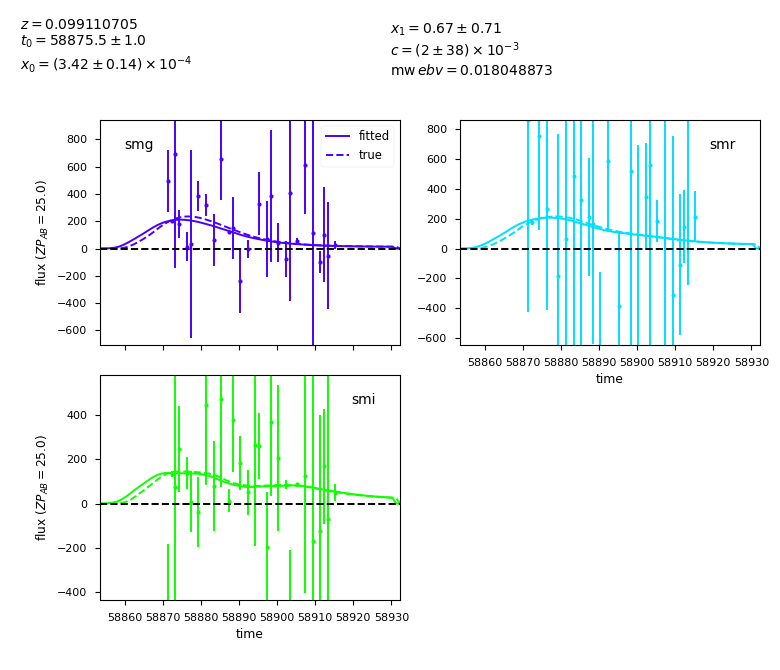 z = 0.099110705
t₀ = 58875.5 ± 1.0
x₀ = (3.42 ± 0.14) × 10⁻⁴
x₁ = 0.67 ± 0.71
c = (2 ± 38) × 10⁻³
mw ebv = 0.018048873
smg
fitted
true
800
600
400
200
0
−200
−400
−600
flux (ZP_AB = 25.0)
smr
800
600
400
200
0
−200
−400
−600
58860 58870 58880 58890 58900 58910 58920 58930
time
smi
400
200
0
−200
−400
flux (ZP_AB = 25.0)
58860 58870 58880 58890 58900 58910 58920 58930
time